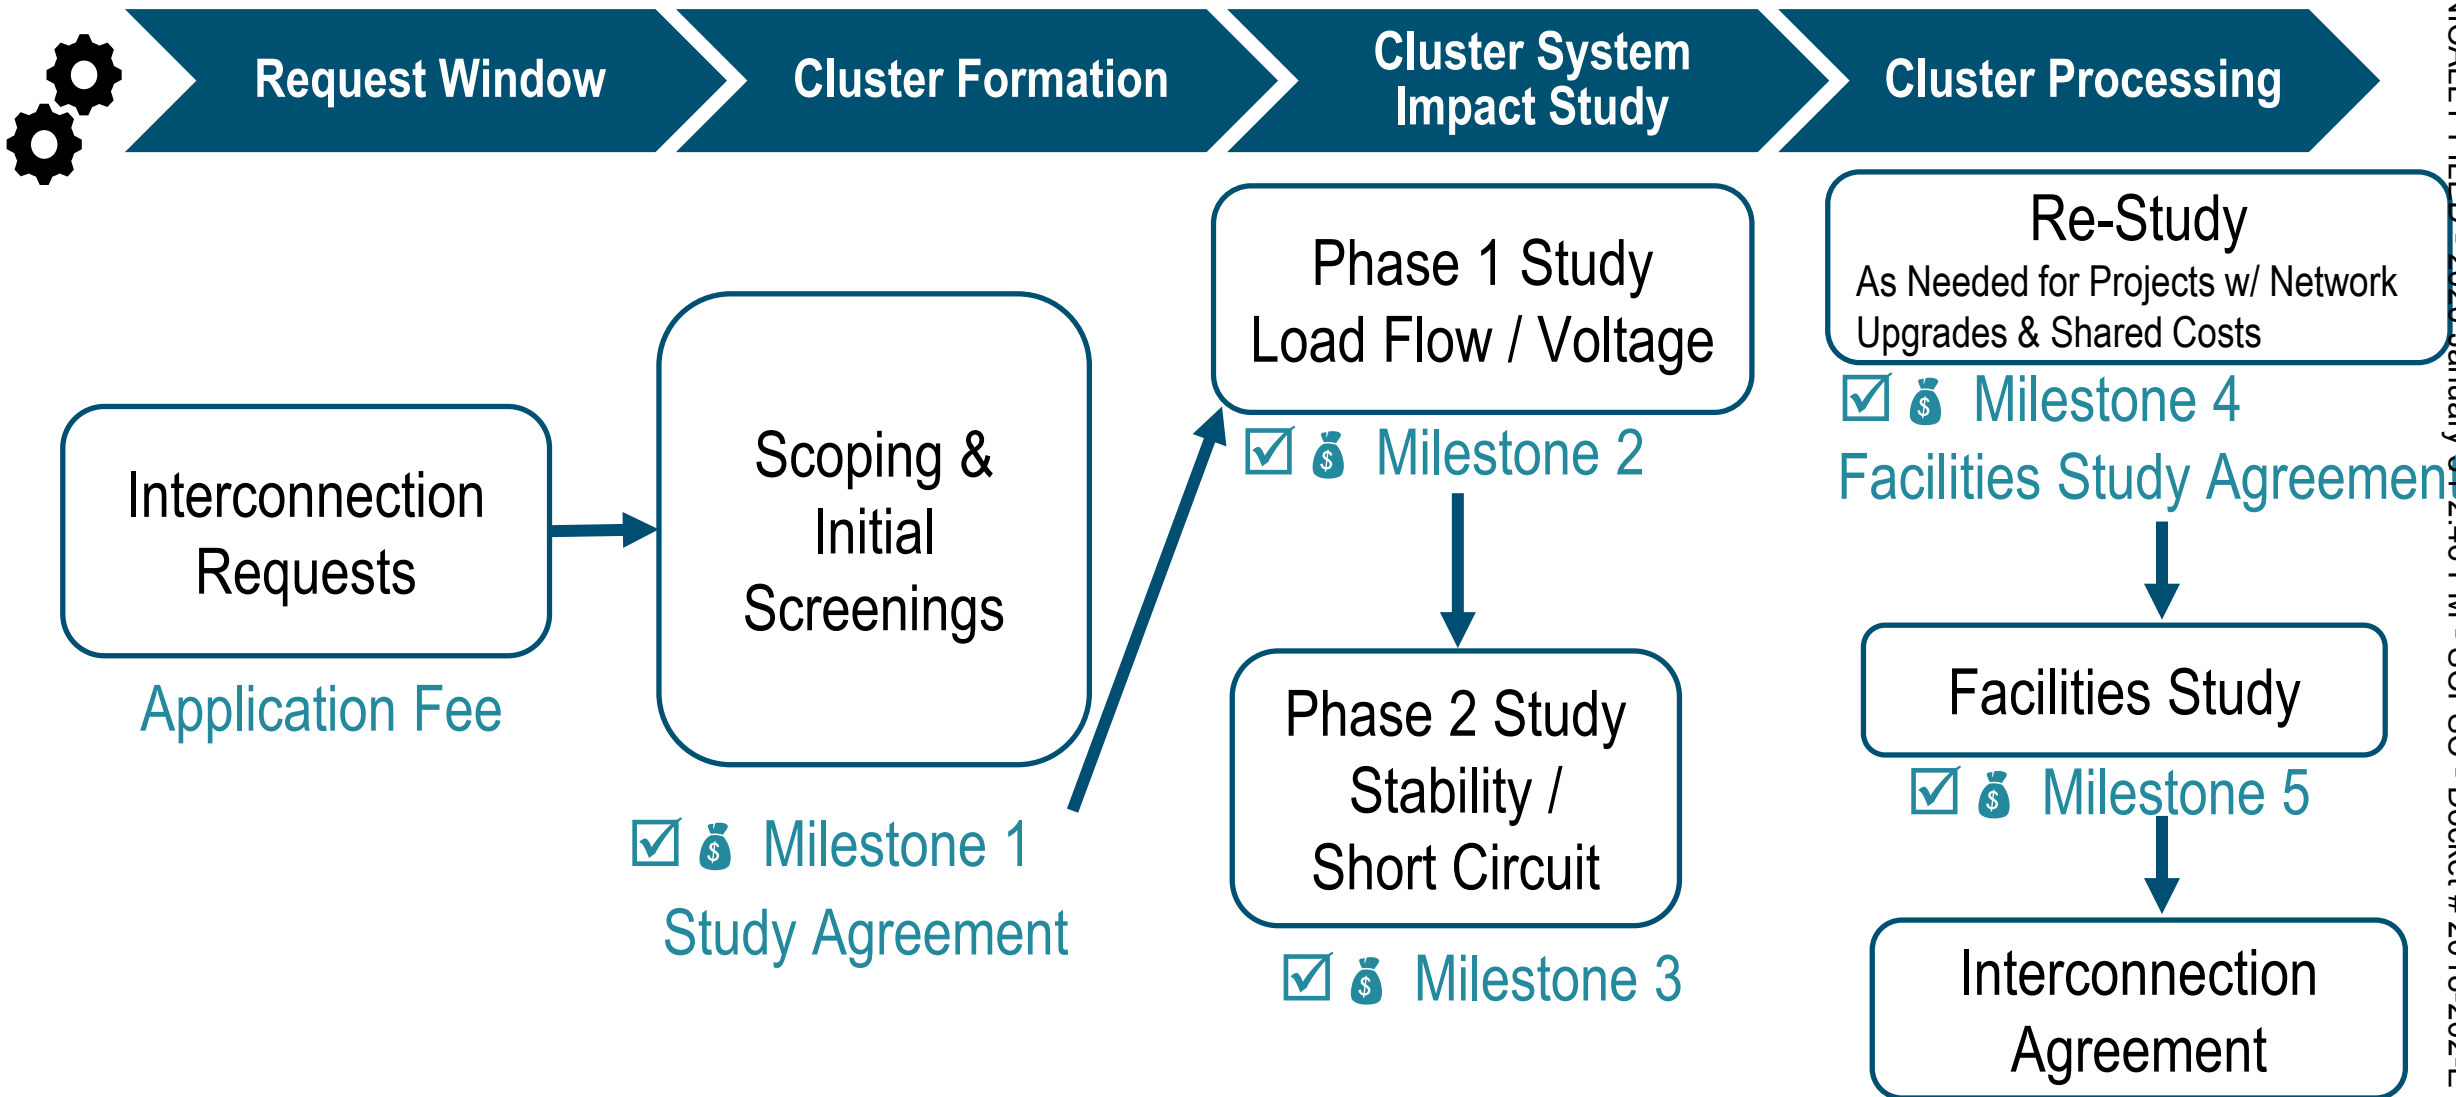 Request Window
Cluster Formation
Cluster System
Impact Study
Cluster Processing
Interconnection
Requests
Application Fee
Scoping &
Initial
Screenings
Milestone 1
Study Agreement
Phase 1 Study
Load Flow / Voltage
Milestone 2
Phase 2 Study
Stability /
Short Circuit
Milestone 3
Re-Study
As Needed for Projects w/ Network
Upgrades & Shared Costs
Milestone 4
Facilities Study Agreement
Facilities Study
Milestone 5
Interconnection
Agreement